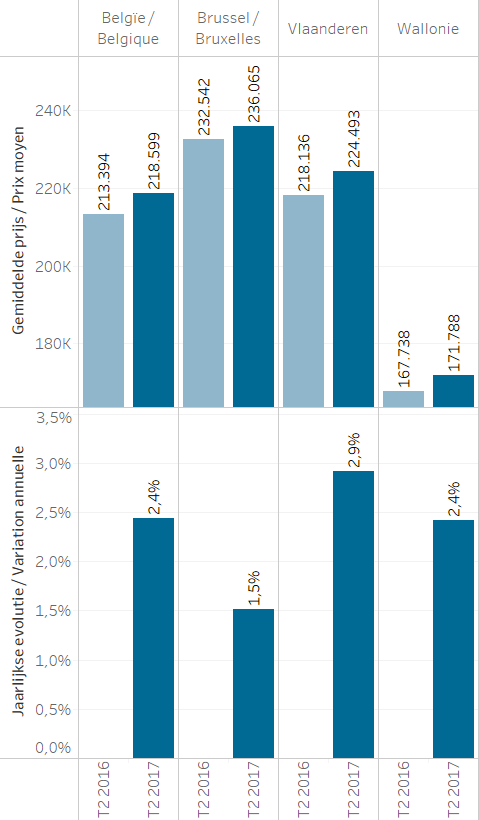 Belgïe /
Belgique
Brussel /
Bruxelles
Vlaanderen
Wallonie
Gemiddelde prijs / Prix moyen
240K
220K
200K
180K
213.394
218.599
232.542
236.065
218.136
224.493
167.738
171.788
Jaarlijkse evolutie / Variation annuelle
3,5%
3,0%
2,5%
2,0%
1,5%
1,0%
0,5%
0,0%
2,4%
1,5%
2,9%
2,4%
T2 2016
T2 2017
T2 2016
T2 2017
T2 2016
T2 2017
T2 2016
T2 2017